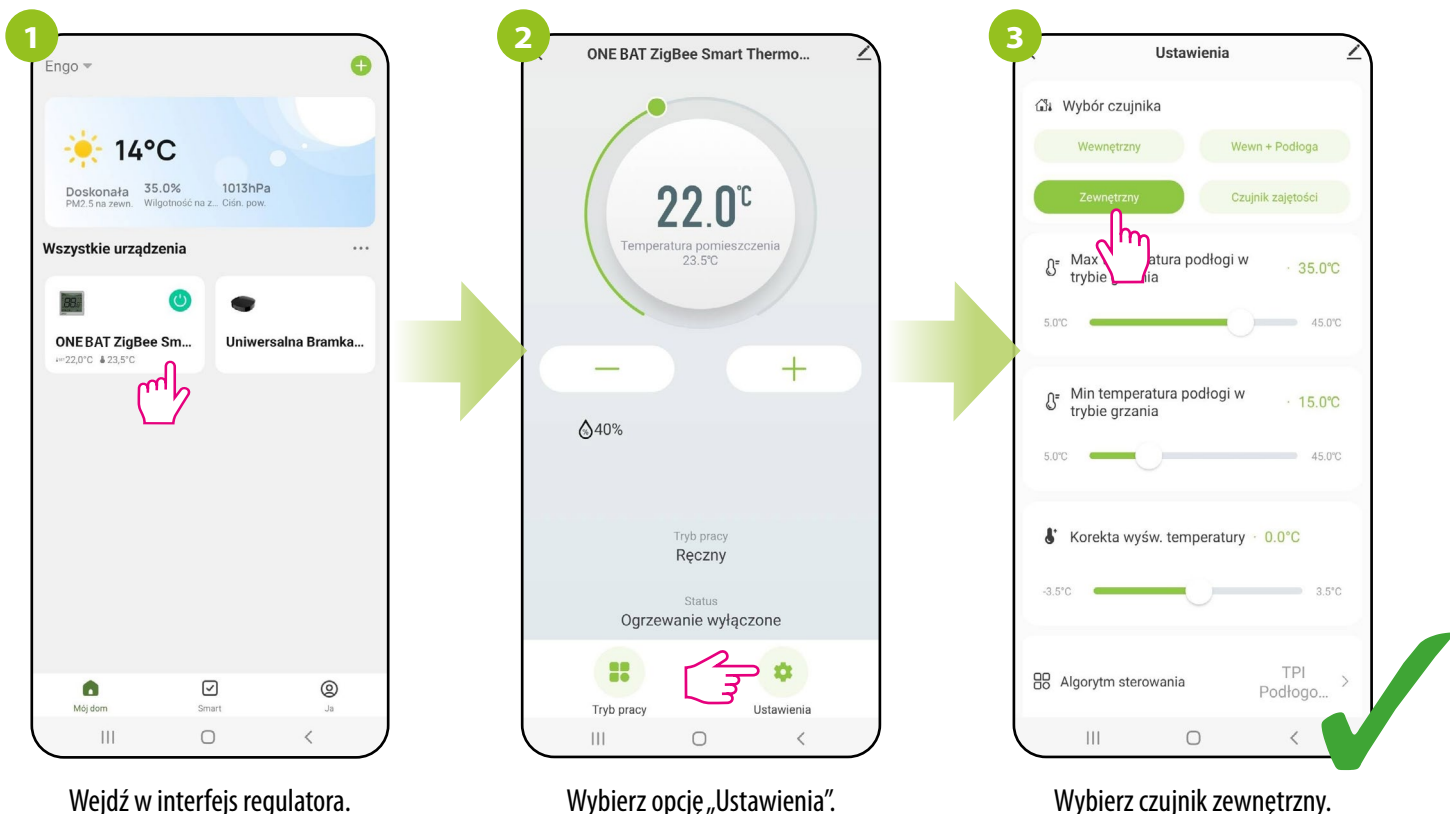 1
Engo
14°C
Doskonała
PM2.5 na zewn.
35.0%
Wilgotność na z...
1013hPa
Ciśn. pow.
Wszystkie urządzenia
ONE BAT ZigBee Sm...
22,0°C 23,5°C
Uniwersalna Bramka...
Mój dom
Smart
Ja
Wejdź w interfejs regulatora.
2
ONE BAT ZigBee Smart Thermo...
22.0°C
Temperatura pomieszczenia
23.5°C
40%
Tryb pracy
Ręczny
Status
Ogrzewanie wyłączone
Tryb pracy
Ustawienia
Wybierz opcję „Ustawienia”.
3
Ustawienia
Wybór czujnika
Wewnętrzny
Wewn + Podłoga
Zewnętrzny
Czujnik zajętości
Max atura podłogi w
trybie nia
· 35.0°C
5.0°C
45.0°C
Min temperatura podłogi w
trybie grzania
· 15.0°C
5.0°C
45.0°C
Korekta wyśw. temperatury · 0.0°C
-3.5°C
3.5°C
Algorytm sterowania
TPI
Podłogo...
Wybierz czujnik zewnętrzny.